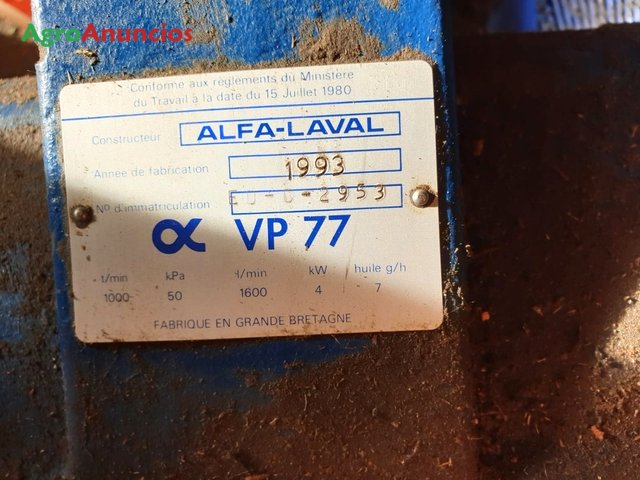 AgroAnuncios
Conforme aux règlements du Ministère
du Travail à la date du 15 Juillet 1980
Constructeur ALFA-LAVAL
Année de fabrication 1993
Nº d'immatriculation -2953
α VP 77
t/min kPa l/min kW huile g/h
1000 50 1600 4 7
FABRIQUE EN GRANDE BRETAGNE